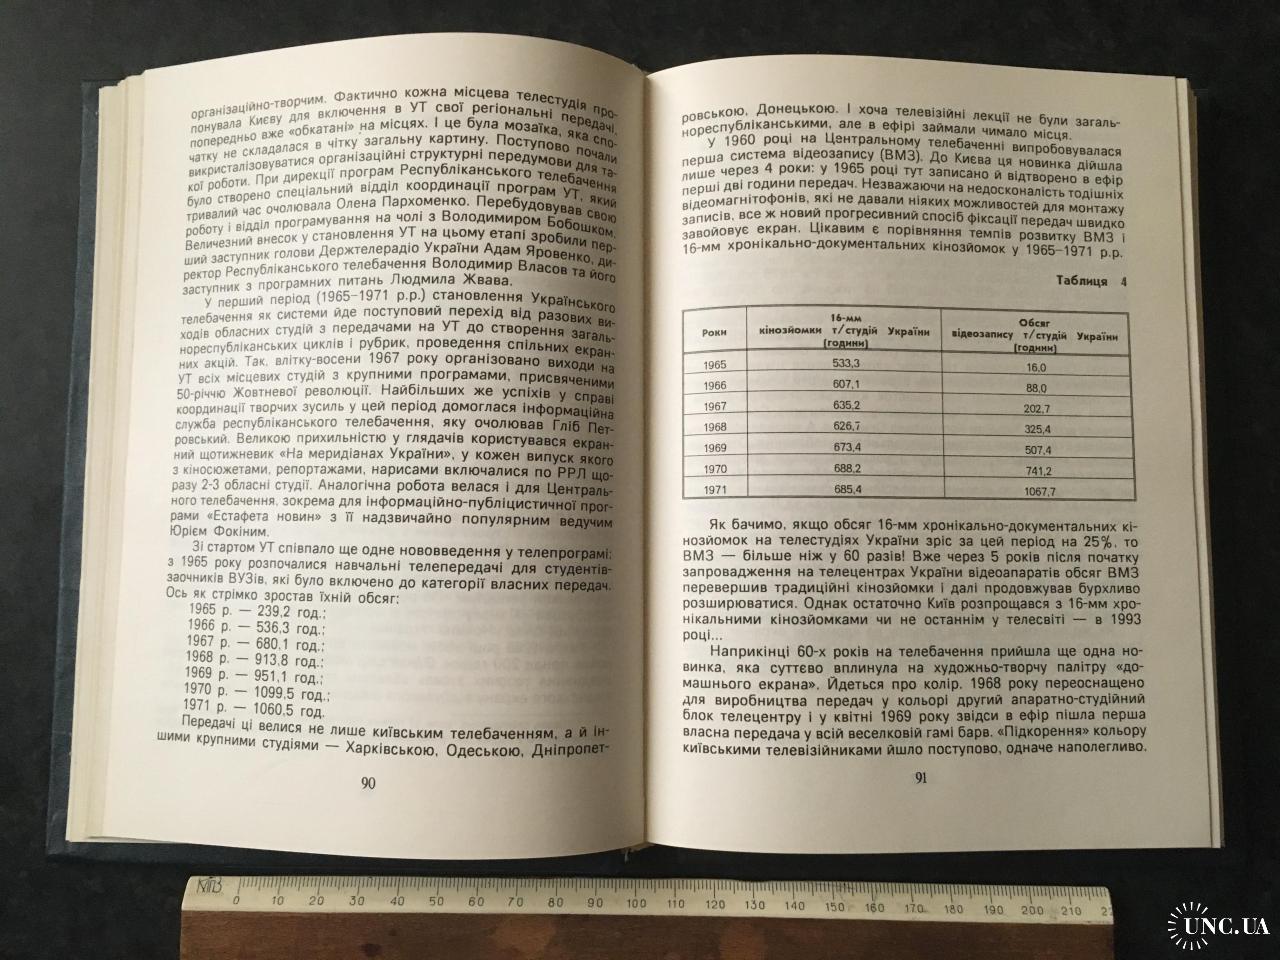 організаційно-творчим. Фактично кожна місцева телестудія про-
понувала Києву для включення в УТ свої регіональні передачі,
попередньо вже «обкатані» на місцях. І це була мозаїка, яка спо-
чатку не складалася в чітку загальну картину. Поступово почали
викристалізовуватися організаційні структурні передумови для та-
кої роботи. При дирекції програм Республіканського телебачення
було створено спеціальний відділ координації програм УТ, який
тривалий час очолювала Олена Пархоменко. Перебудовував свою
роботу і відділ програмування на чолі з Володимиром Бобошком.
Величезний внесок у становлення УТ на цьому етапі зробили пер-
ший заступник голови Держтелерадіо України Адам Яровенко, ди-
ректор Республіканського телебачення Володимир Власов та його
заступник з програмних питань Людмила Жвава.
У перший період (1965-1971 р.р.) становлення Українського
телебачення як системи йде поступовий перехід від разових ви-
ходів обласних студій з передачами на УТ до створення загаль-
нореспубліканських циклів і рубрик, проведення спільних екран-
них акцій. Так, влітку-восени 1967 року організовано виходи на
УТ всіх місцевих студій з крупними програмами, присвяченими
50-річчю Жовтневої революції. Найбільших же успіхів у справі
координації творчих зусиль у цей період домоглася інформаційна
служба республіканського телебачення, яку очолював Гліб Пет-
ровський. Великою прихильністю у глядачів користувався екран-
ний щотижневик «На меридіанах України», у кожен випуск якого
з кіносюжетами, репортажами, нарисами включалися по РРЛ що-
разу 2-3 обласні студії. Аналогічна робота велася і для Централь-
ного телебачення, зокрема для інформаційно-публіцистичної прог-
рами «Естафета новин» з її надзвичайно популярним ведучим
Юрієм Фокіним.
Зі стартом УТ співпало ще одне нововведення у телепрограмі:
з 1965 року розпочалися навчальні телепередачі для студентів-
заочників ВУЗів, які було включено до категорії власних передач.
Ось як стрімко зростав їхній обсяг:
1965 р. — 239,2 год.;
1966 р. — 536,3 год.;
1967 р. — 680,1 год.;
1968 р. — 913,8 год.;
1969 р. — 951,1 год.;
1970 р. — 1099,5 год.;
1971 р. — 1060,5 год.
Передачі ці велися не лише київським телебаченням, а й ін-
шими крупними студіями — Харківською, Одеською, Дніпропет-
90
ровською, Донецькою. І хоча телевізійні лекції не були загаль-
нореспубліканськими, але в ефірі займали чимало місця.
У 1960 році на Центральному телебаченні випробовувалася
перша система відеозапису (ВМЗ). До Києва ця новинка дійшла
лише через 4 роки: у 1965 році тут записано й відтворено в ефір
перші дві години передач. Незважаючи на недосконалість тодішніх
відеомагнітофонів, які не давали ніяких можливостей для монтажу
записів, все ж новий прогресивний спосіб фіксації передач швидко
завойовує екран. Цікавим є порівняння темпів розвитку ВМЗ і
16-мм хронікально-документальних кінозйомок у 1965-1971 р.р.
Таблиця 4
Роки
16-мм
кінозйомки т/студій України
(години)
Обсяг
відеозапису т/студій України
(години)
1965 533,3 16,0
1966 607,1 88,0
1967 635,2 202,7
1968 626,7 325,4
1969 673,4 507,4
1970 688,2 741,2
1971 685,4 1067,7
Як бачимо, якщо обсяг 16-мм хронікально-документальних кі-
нозйомок на телестудіях України зріс за цей період на 25%, то
ВМЗ — більше ніж у 60 разів! Вже через 5 років після початку
запровадження на телецентрах України відеоапаратів обсяг ВМЗ
перевершив традиційні кінозйомки і далі продовжував бурхливо
розширюватися. Однак остаточно Київ розпрощався з 16-мм хро-
нікальними кінозйомками чи не останнім у телесвіті — в 1993
році...
Наприкінці 60-х років на телебачення прийшла ще одна но-
винка, яка суттєво вплинула на художньо-творчу палітру «до-
машнього екрана». Йдеться про колір. 1968 року переоснащено
для виробництва передач у кольорі другий апаратно-студійний
блок телецентру і у квітні 1969 року звідси в ефір пішла перша
власна передача у всій веселковій гамі барв. «Підкорення» кольору
київськими телевізійниками йшло поступово, одначе наполегливо.
91
0 10 20 30 40 50 60 70 80 90 100 110 120 130 140 150 160 170 180 190 200 210
UNC.UA